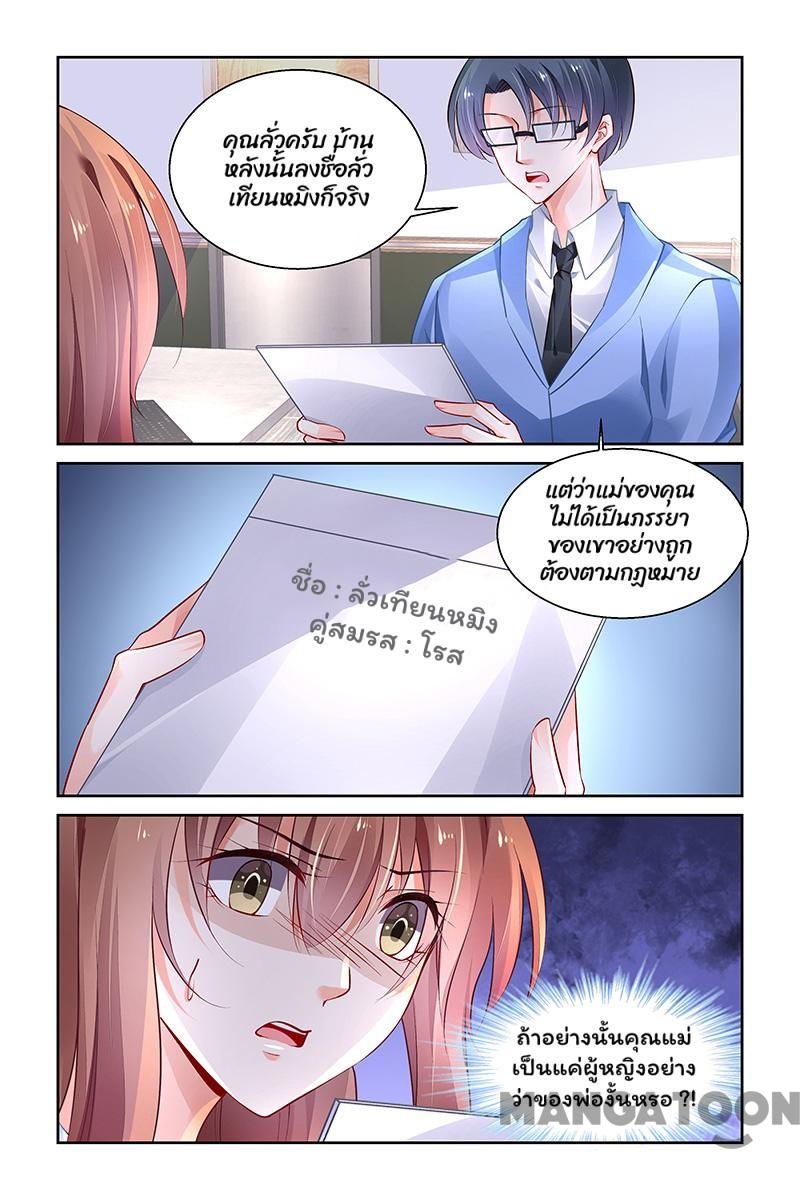 คุณลั่วครับ บ้าน
หลังนั้นลงชื่อลั่ว
เทียนหมิงก็จริง
แต่ว่าแม่ของคุณ
ไม่ได้เป็นภรรยา
ของเขาอย่างถูก
ต้องตามกฎหมาย
ชื่อ : ลั่วเทียนหมิง
คู่สมรส : โรส
ถ้าอย่างนั้นคุณแม่
เป็นแค่ผู้หญิงอย่าง
ว่าของพ่องั้นหรอ ?!
MANGATOON